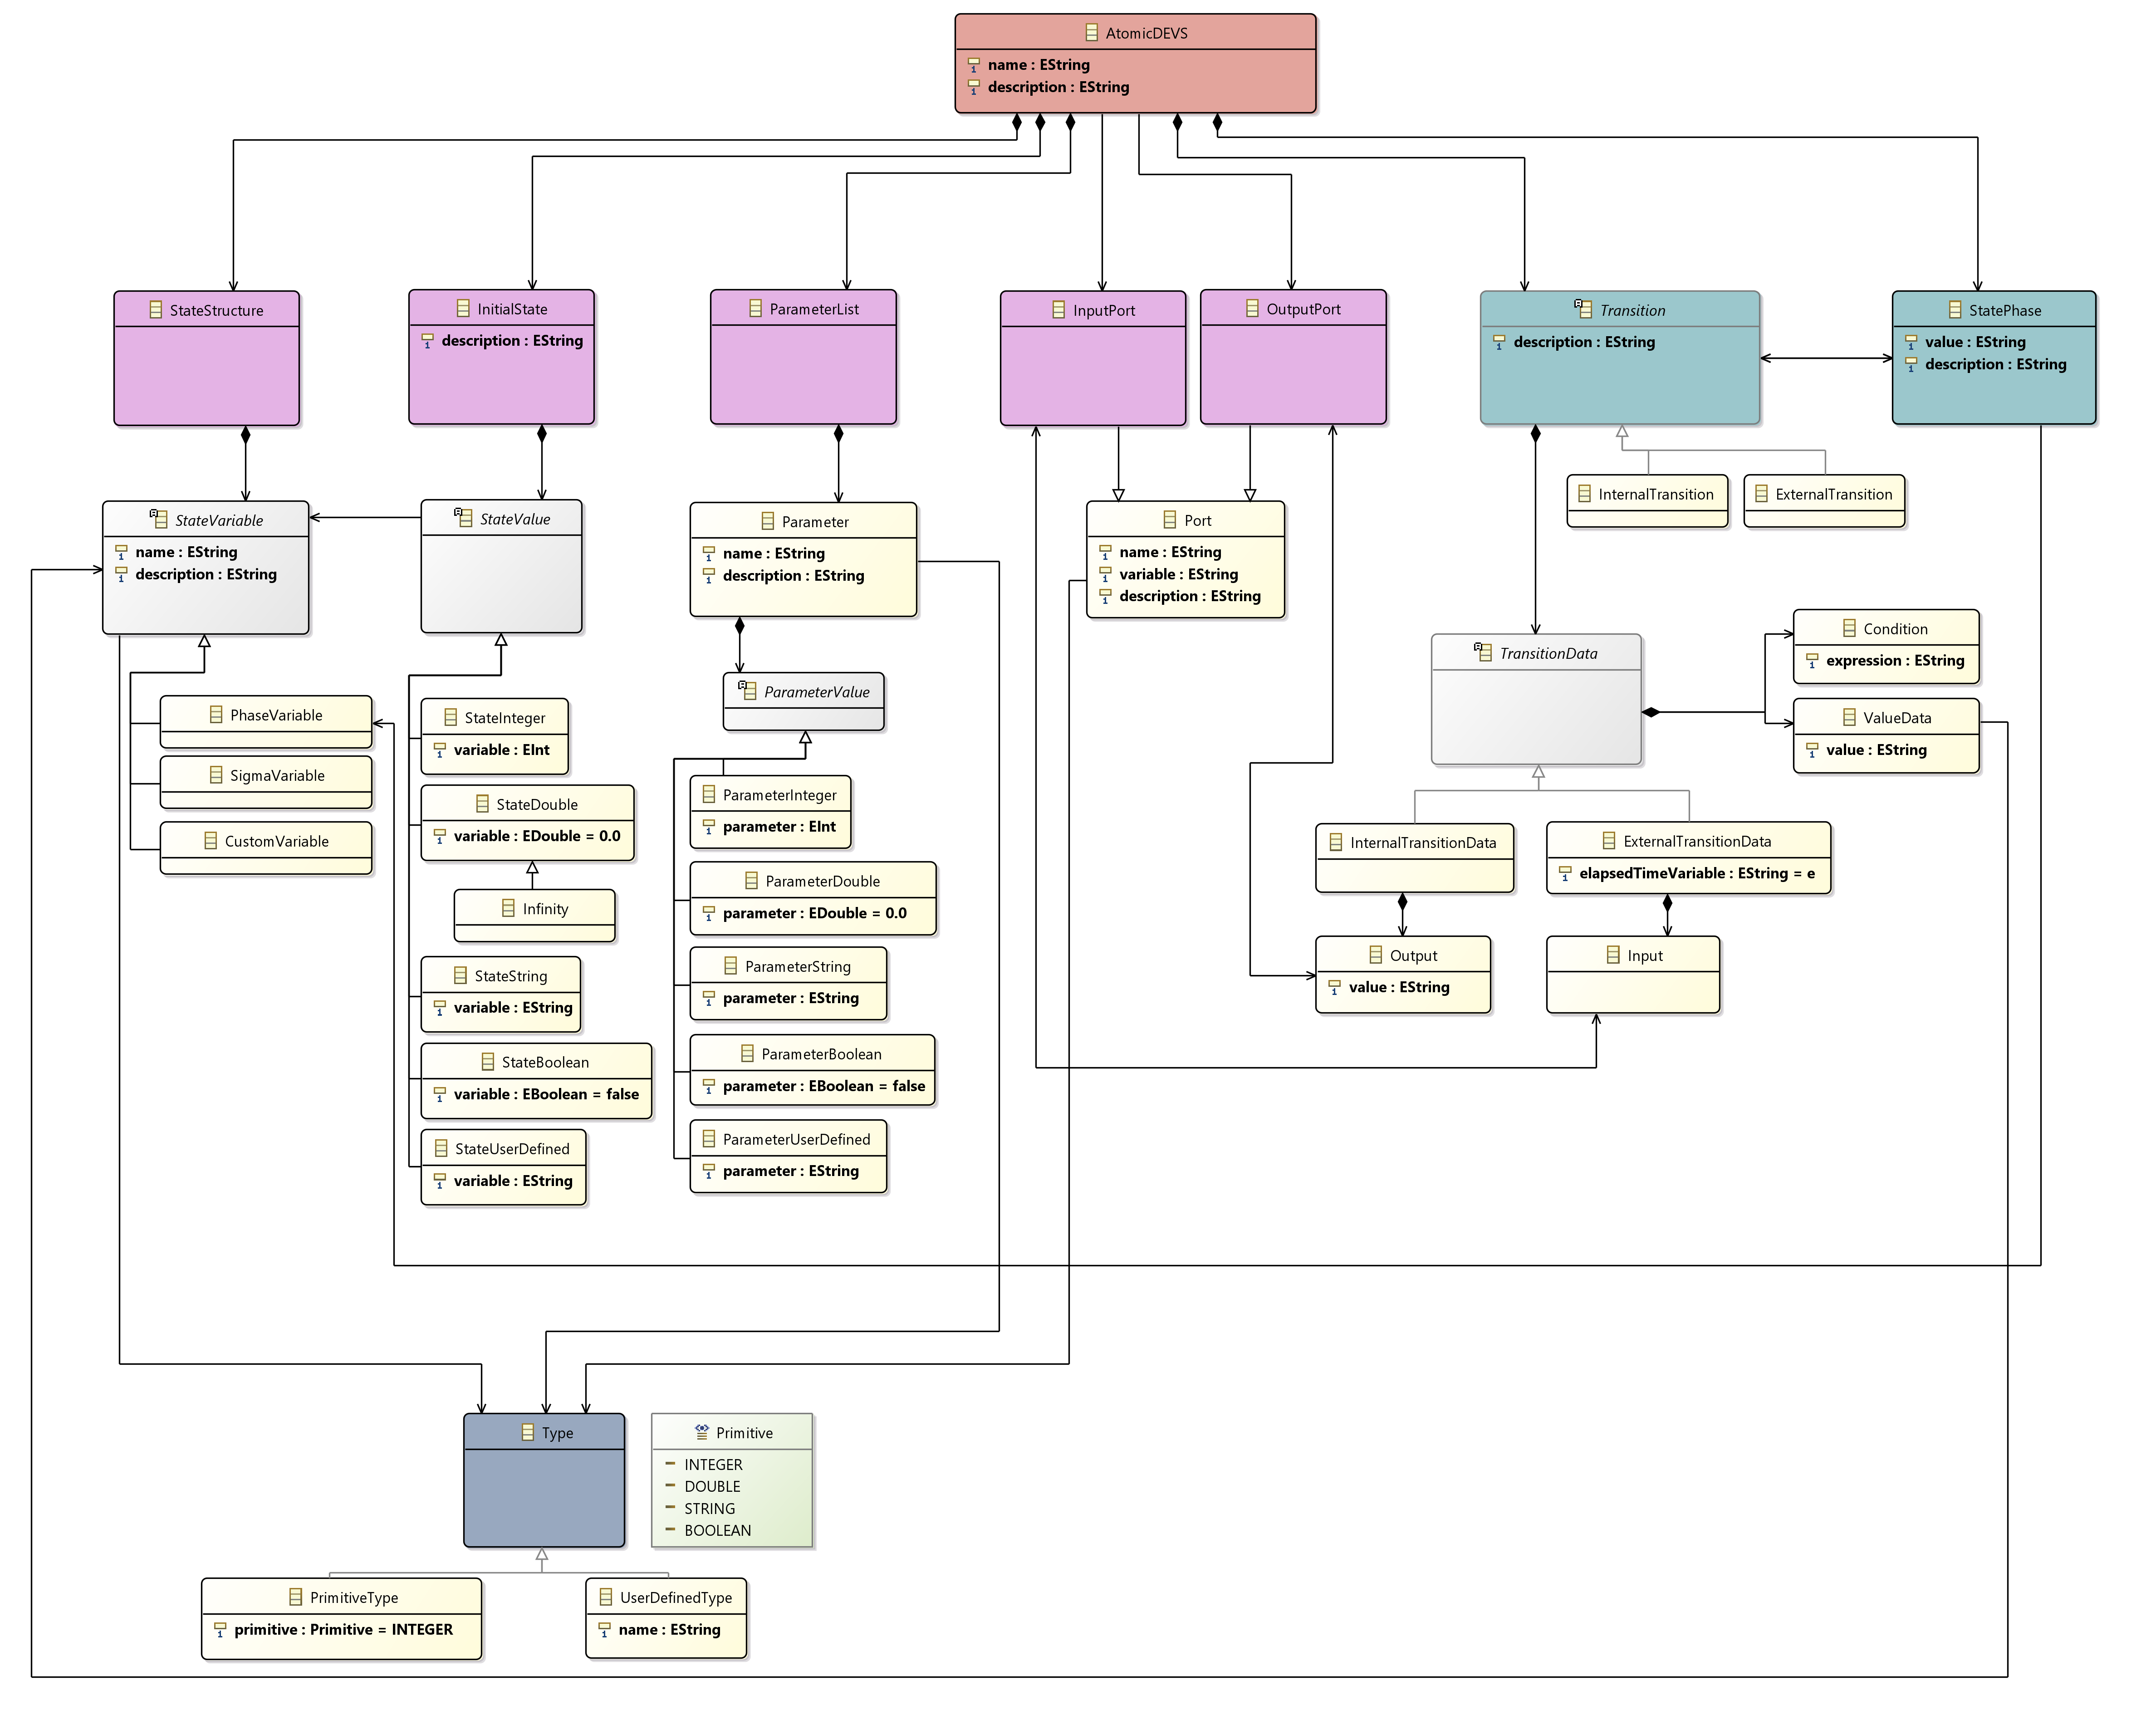 AtomicDEVS
name : EString
description : EString
StateStructure
InitialState
description : EString
ParameterList
InputPort
OutputPort
Transition
description : EString
StatePhase
value : EString
description : EString
InternalTransition
ExternalTransition
StateVariable
name : EString
description : EString
StateValue
Parameter
name : EString
description : EString
Port
name : EString
variable : EString
description : EString
TransitionData
Condition
expression : EString
ValueData
value : EString
PhaseVariable
SigmaVariable
CustomVariable
StateInteger
variable : EInt
StateDouble
variable : EDouble = 0.0
Infinity
StateString
variable : EString
StateBoolean
variable : EBoolean = false
StateUserDefined
variable : EString
ParameterValue
ParameterInteger
parameter : EInt
ParameterDouble
parameter : EDouble = 0.0
ParameterString
parameter : EString
ParameterBoolean
parameter : EBoolean = false
ParameterUserDefined
parameter : EString
InternalTransitionData
ExternalTransitionData
elapsedTimeVariable : EString = e
Output
value : EString
Input
Type
Primitive
INTEGER
DOUBLE
STRING
BOOLEAN
PrimitiveType
primitive : Primitive = INTEGER
UserDefinedType
name : EString